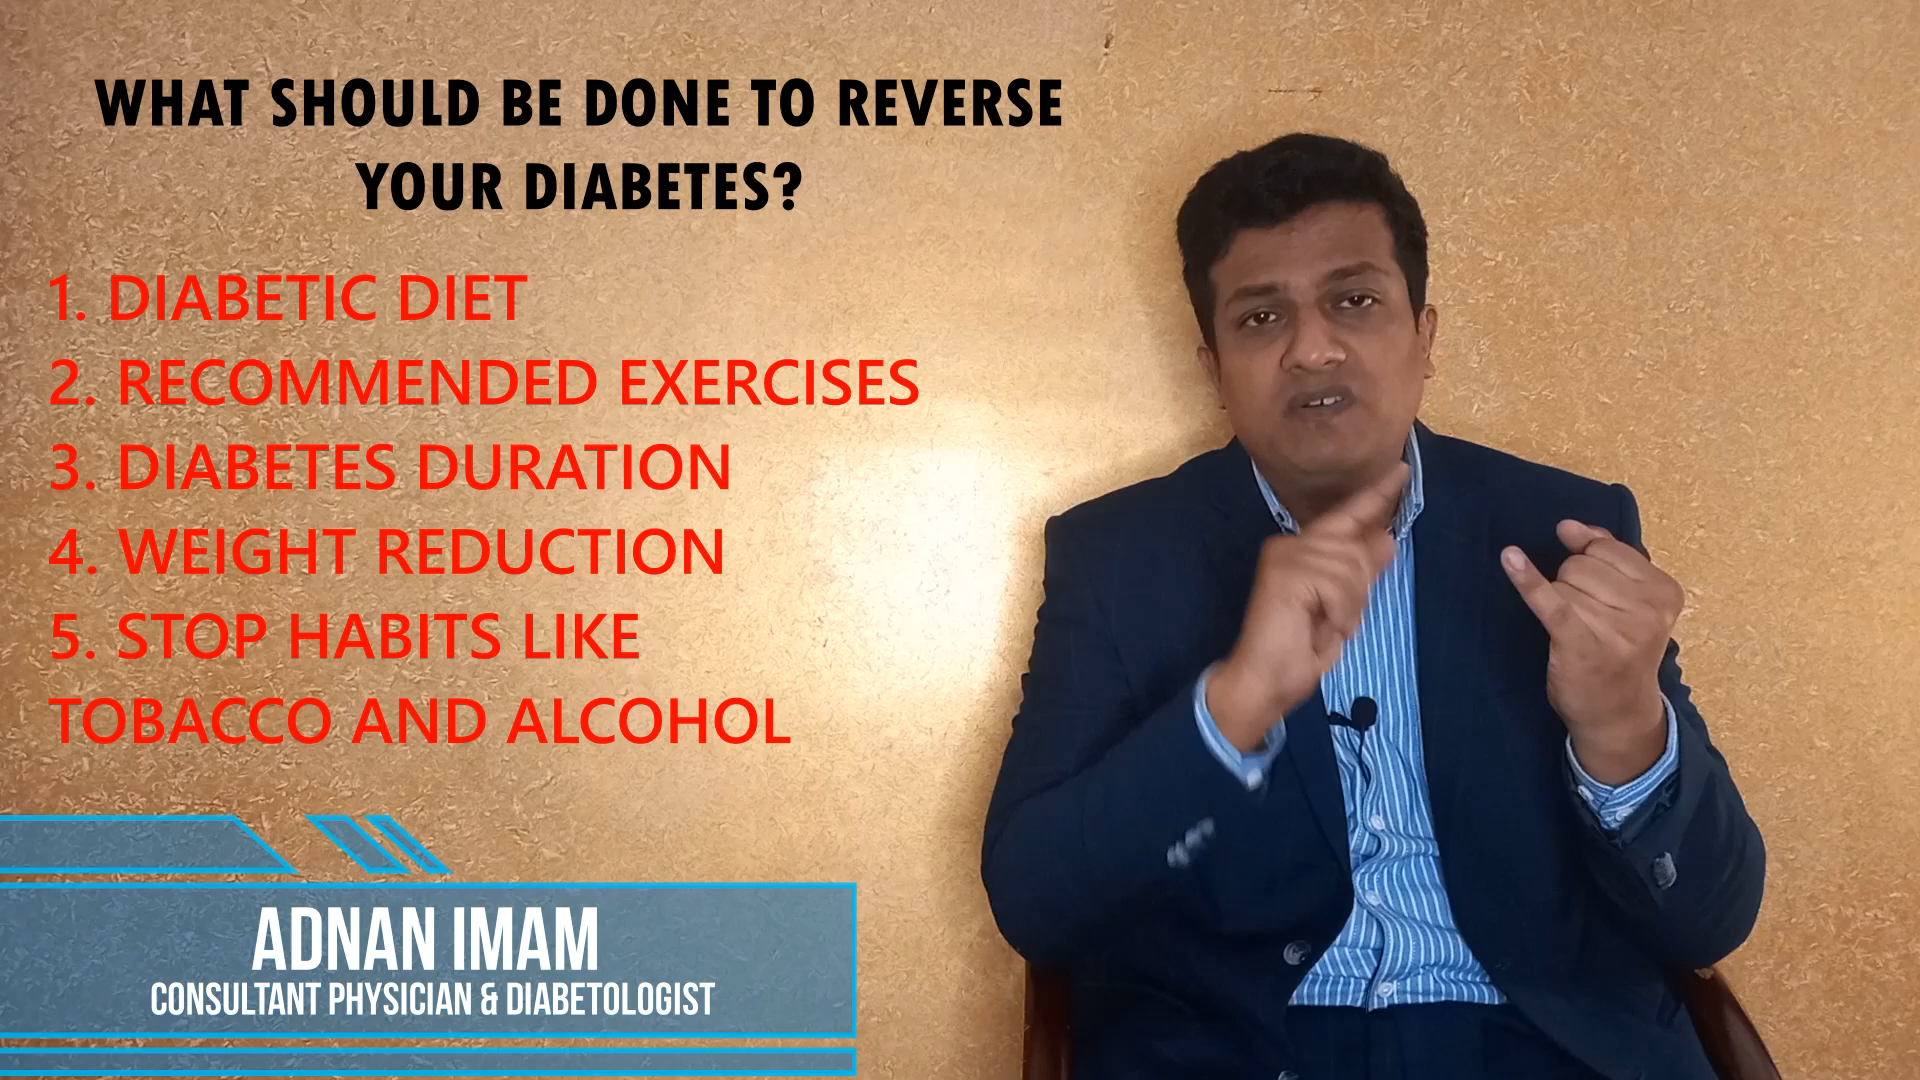 WHAT SHOULD BE DONE TO REVERSE
YOUR DIABETES?
1. DIABETIC DIET
2. RECOMMENDED EXERCISES
3. DIABETES DURATION
4. WEIGHT REDUCTION
5. STOP HABITS LIKE
TOBACCO AND ALCOHOL
ADNAN IMAM
CONSULTANT PHYSICIAN & DIABETOLOGIST